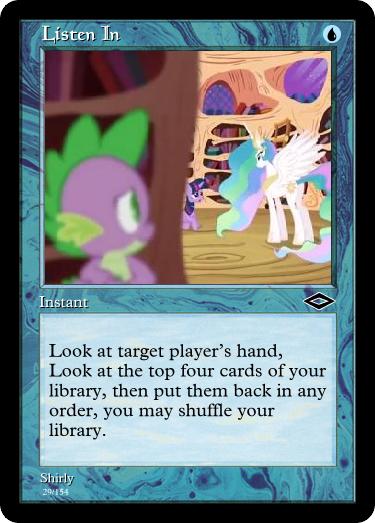 Listen In
Instant
Look at target player's hand,
Look at the top four cards of your
library, then put them back in any
order, you may shuffle your
library.
Shirly
29/154